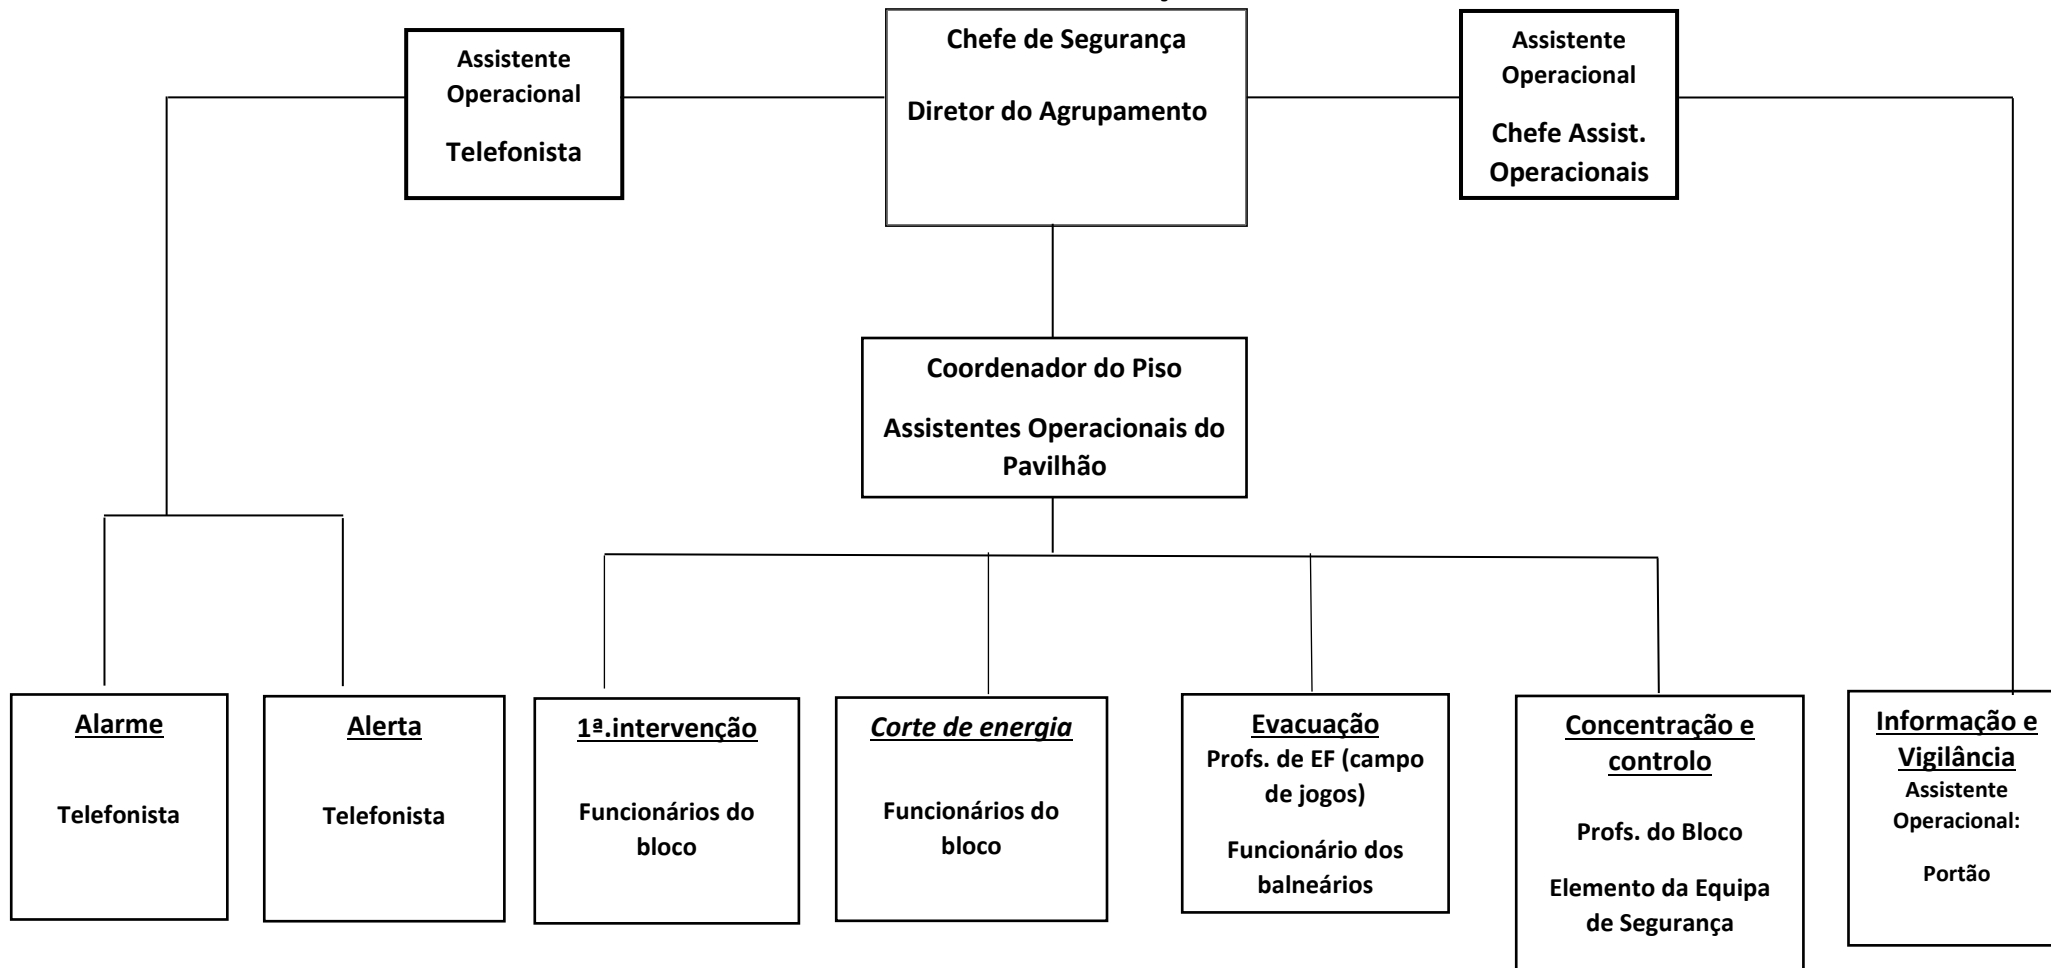 Assistente
Operacional
Telefonista
Chefe de Segurança
Diretor do Agrupamento
Assistente
Operacional
Chefe Assist.
Operacionais
Coordenador do Piso
Assistentes Operacionais do
Pavilhão
Alarme
Telefonista
Alerta
Telefonista
1ª.intervenção
Funcionários do
bloco
Corte de energia
Funcionários do
bloco
Evacuação
Profs. de EF (campo
de jogos)
Funcionário dos
balneários
Concentração e
controlo
Profs. do Bloco
Elemento da Equipa
de Segurança
Informação e
Vigilância
Assistente
Operacional:
Portão